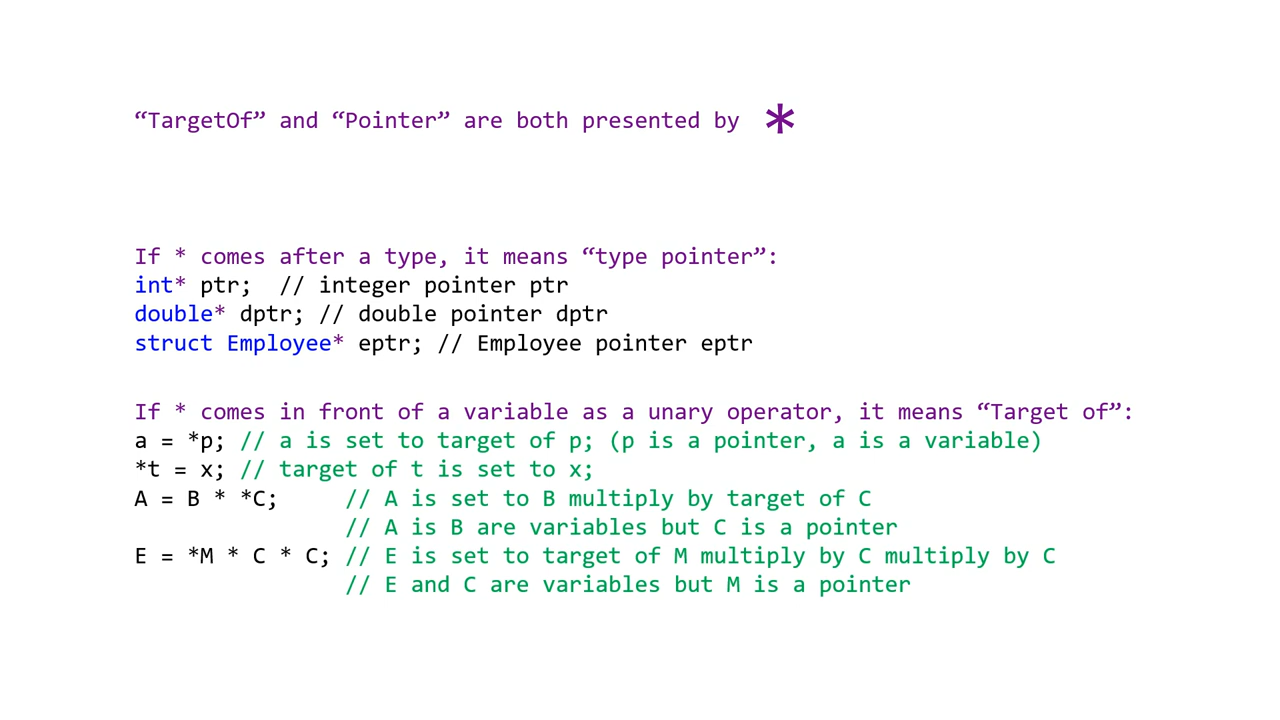 “TargetOf” and “Pointer” are both presented by *
If * comes after a type, it means “type pointer”:
int* ptr;  // integer pointer ptr
double* dptr; // double pointer dptr
struct Employee* eptr; // Employee pointer eptr
If * comes in front of a variable as a unary operator, it means “Target of”:
a = *p; // a is set to target of p; (p is a pointer, a is a variable)
*t = x; // target of t is set to x;
A = B * *C;     // A is set to B multiply by target of C
// A is B are variables but C is a pointer
E = *M * C * C; // E is set to target of M multiply by C multiply by C
// E and C are variables but M is a pointer